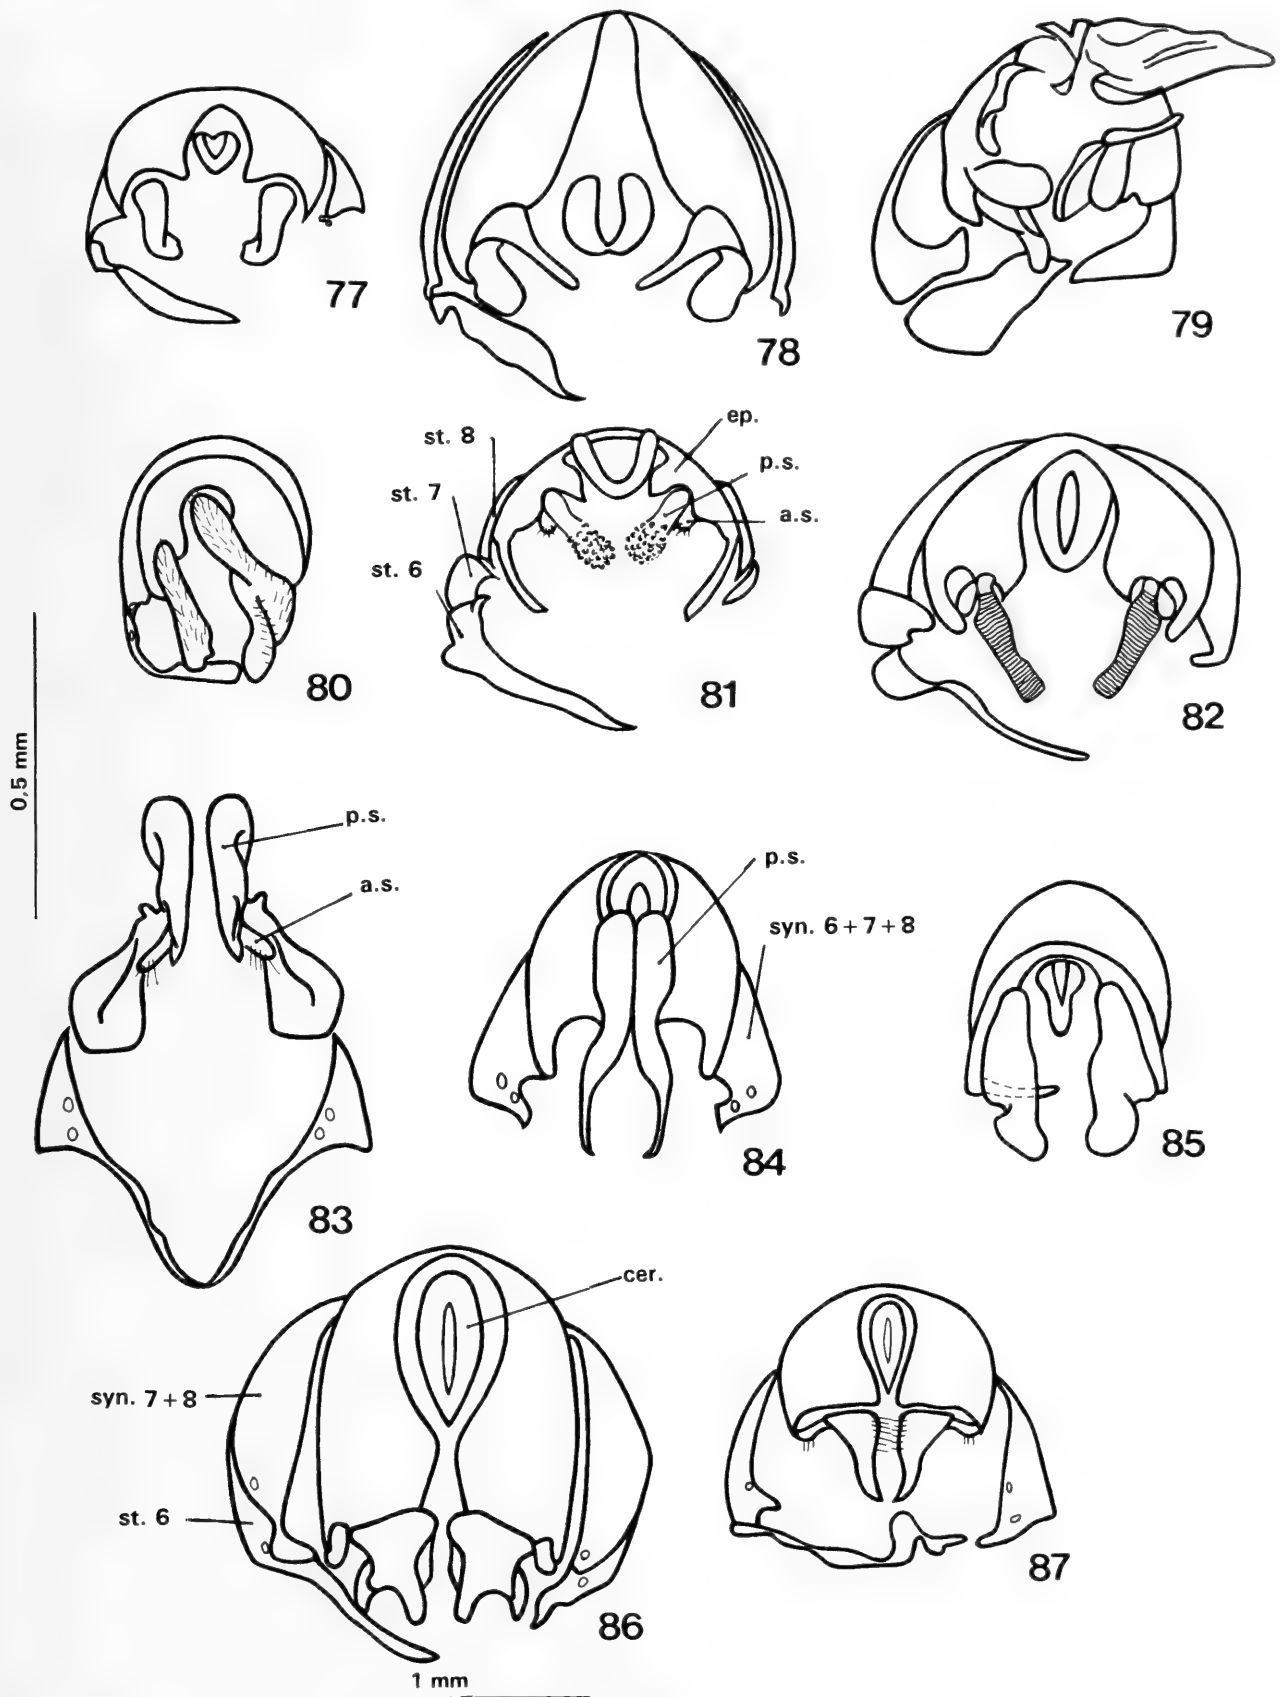 77
78
79
80
st. 8
st. 7
st. 6
ep.
p.s.
a.s.
81
82
0,5 mm
p.s.
a.s.
83
p.s.
syn. 6+7+8
84
85
cer.
syn. 7+8
st. 6
86
87
1 mm